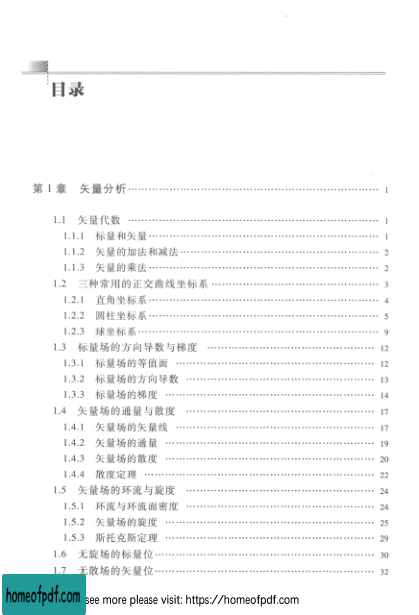 目录
第 1 章 矢量分析 1
1.1 矢量代数 1
1.1.1 标量和矢量 1
1.1.2 矢量的加法和减法 2
1.1.3 矢量的乘法 2
1.2 三种常用的正交曲线坐标系 3
1.2.1 直角坐标系 4
1.2.2 圆柱坐标系 5
1.2.3 球坐标系 9
1.3 标量场的方向导数与梯度 12
1.3.1 标量场的等值面 12
1.3.2 标量场的方向导数 13
1.3.3 标量场的梯度 14
1.4 矢量场的通量与散度 17
1.4.1 矢量场的矢量线 17
1.4.2 矢量场的通量 19
1.4.3 矢量场的散度 20
1.4.4 散度定理 22
1.5 矢量场的环流与旋度 24
1.5.1 环流与环流面密度 24
1.5.2 矢量场的旋度 25
1.5.3 斯托克斯定理 29
1.6 无旋场的标量位 30
1.7 无散场的矢量位 32
homeofpdf.com
see more please visit: https://homeofpdf.com